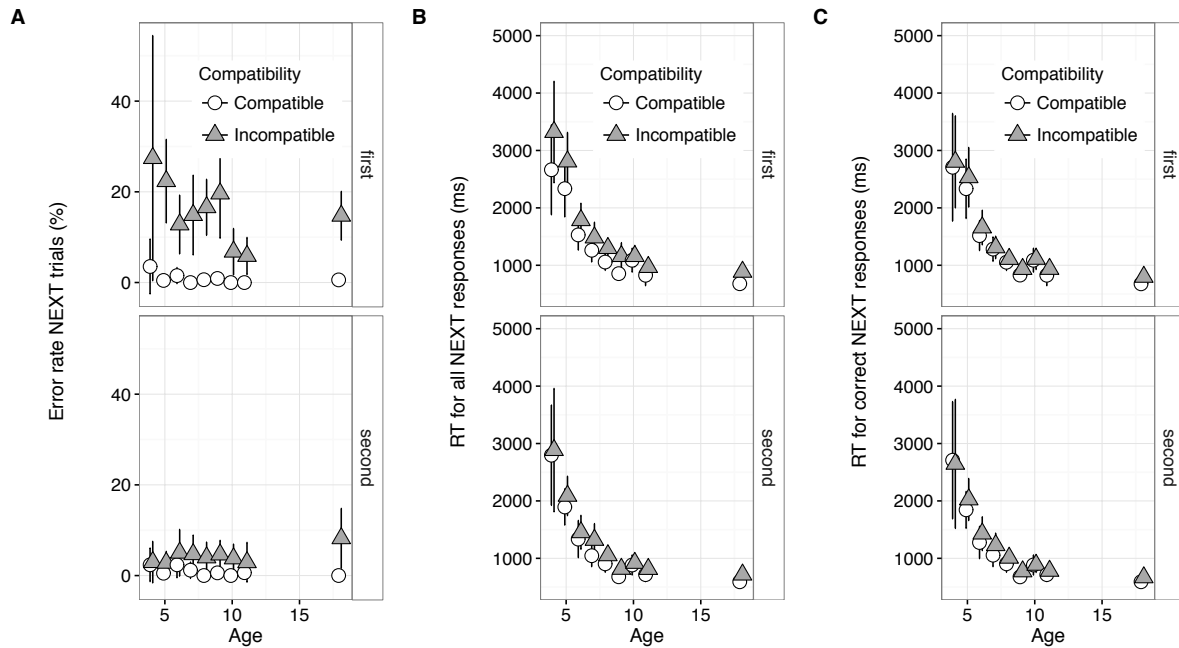 A
Error rate NEXT trials (%)
40
20
0
40
20
0
Compatibility
Compatible
Incompatible
first
second
5
10
15
Age
B
RT for all NEXT responses (ms)
5000
4000
3000
2000
1000
5000
4000
3000
2000
1000
Compatibility
Compatible
Incompatible
first
second
5
10
15
Age
C
RT for correct NEXT responses (ms)
5000
4000
3000
2000
1000
5000
4000
3000
2000
1000
Compatibility
Compatible
Incompatible
first
second
5
10
15
Age